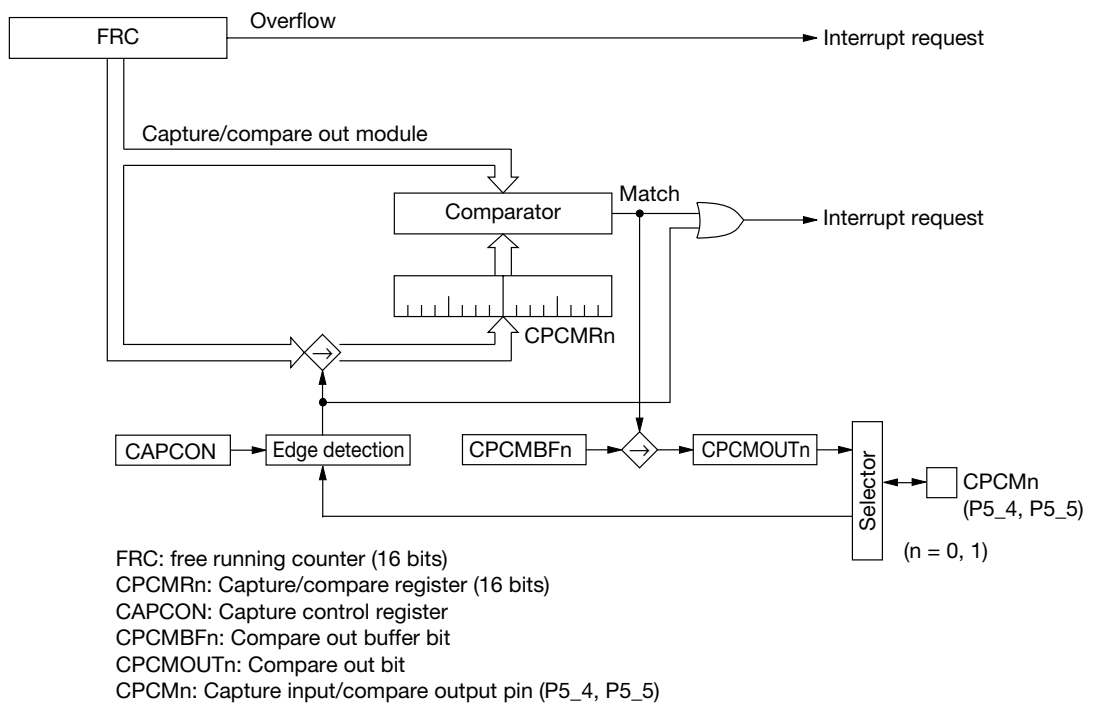 FRC
Overflow
Interrupt request
Capture/compare out module
Comparator
Match
Interrupt request
CPCMRn
→
CAPCON
Edge detection
CPCMBFn
→
CPCMOUTn
Selector
CPCMn
(P5_4, P5_5)
(n = 0, 1)
FRC: free running counter (16 bits)
CPCMRn: Capture/compare register (16 bits)
CAPCON: Capture control register
CPCMBFn: Compare out buffer bit
CPCMOUTn: Compare out bit
CPCMn: Capture input/compare output pin (P5_4, P5_5)